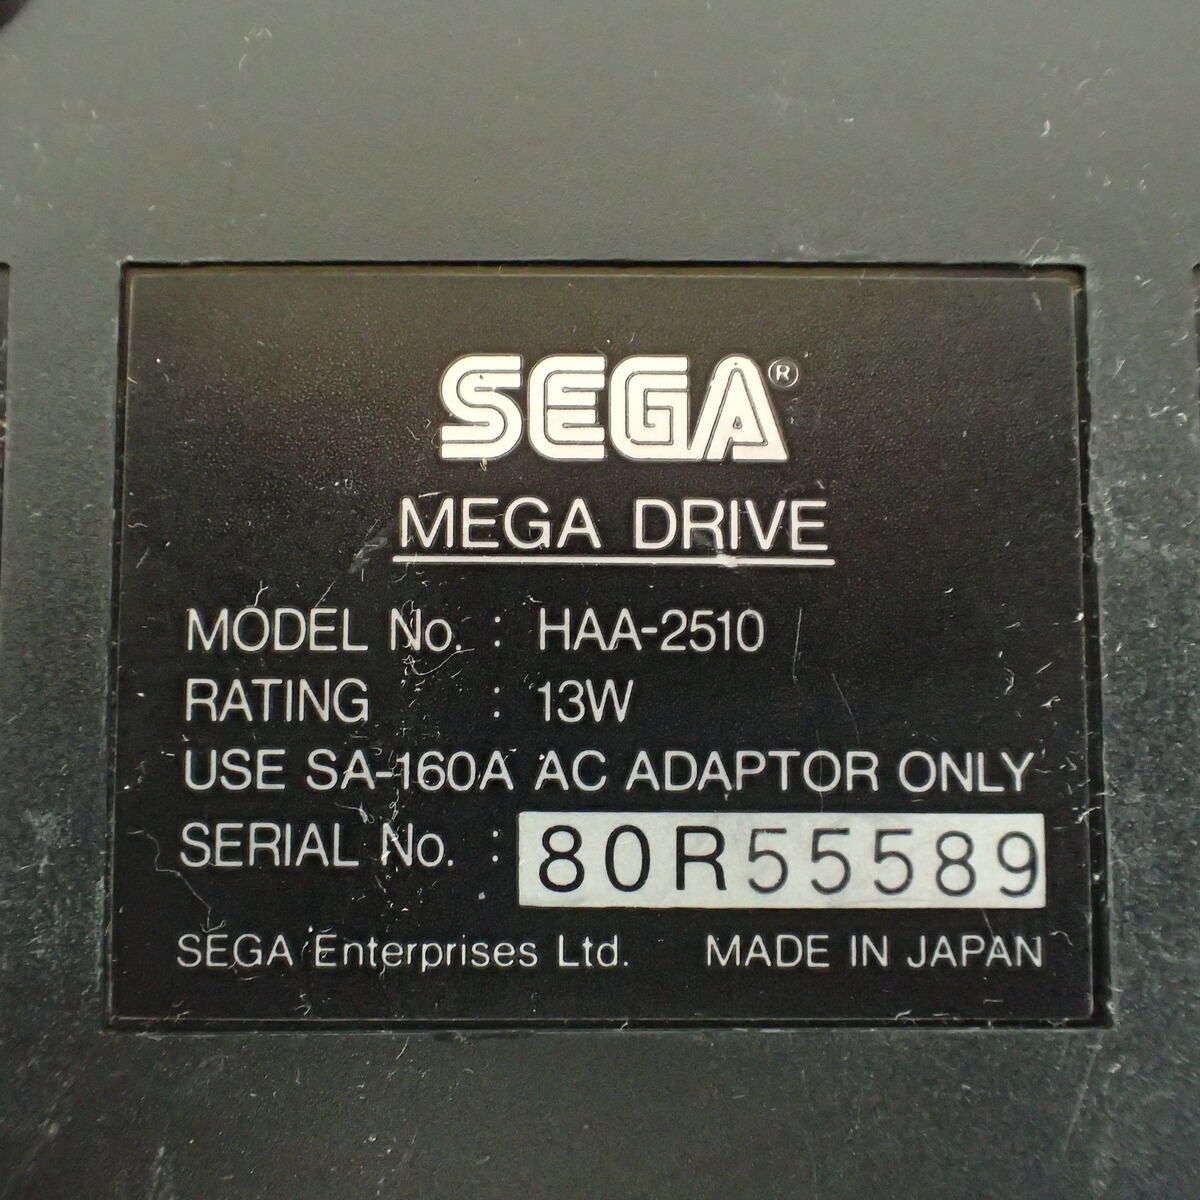 SEGA®
MEGA DRIVE
MODEL No. : HAA-2510
RATING : 13W
USE SA-160A AC ADAPTOR ONLY
SERIAL No. : 80R55589
SEGA Enterprises Ltd. MADE IN JAPAN